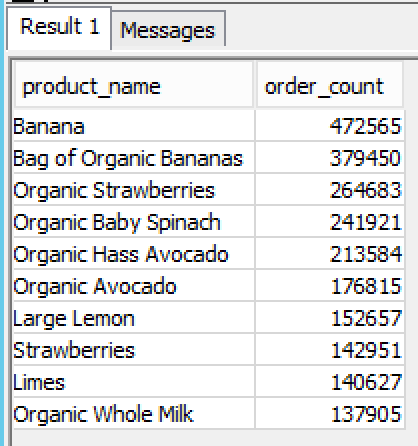 Result 1 Messages
product_name order_count
Banana 472565
Bag of Organic Bananas 379450
Organic Strawberries 264683
Organic Baby Spinach 241921
Organic Hass Avocado 213584
Organic Avocado 176815
Large Lemon 152657
Strawberries 142951
Limes 140627
Organic Whole Milk 137905